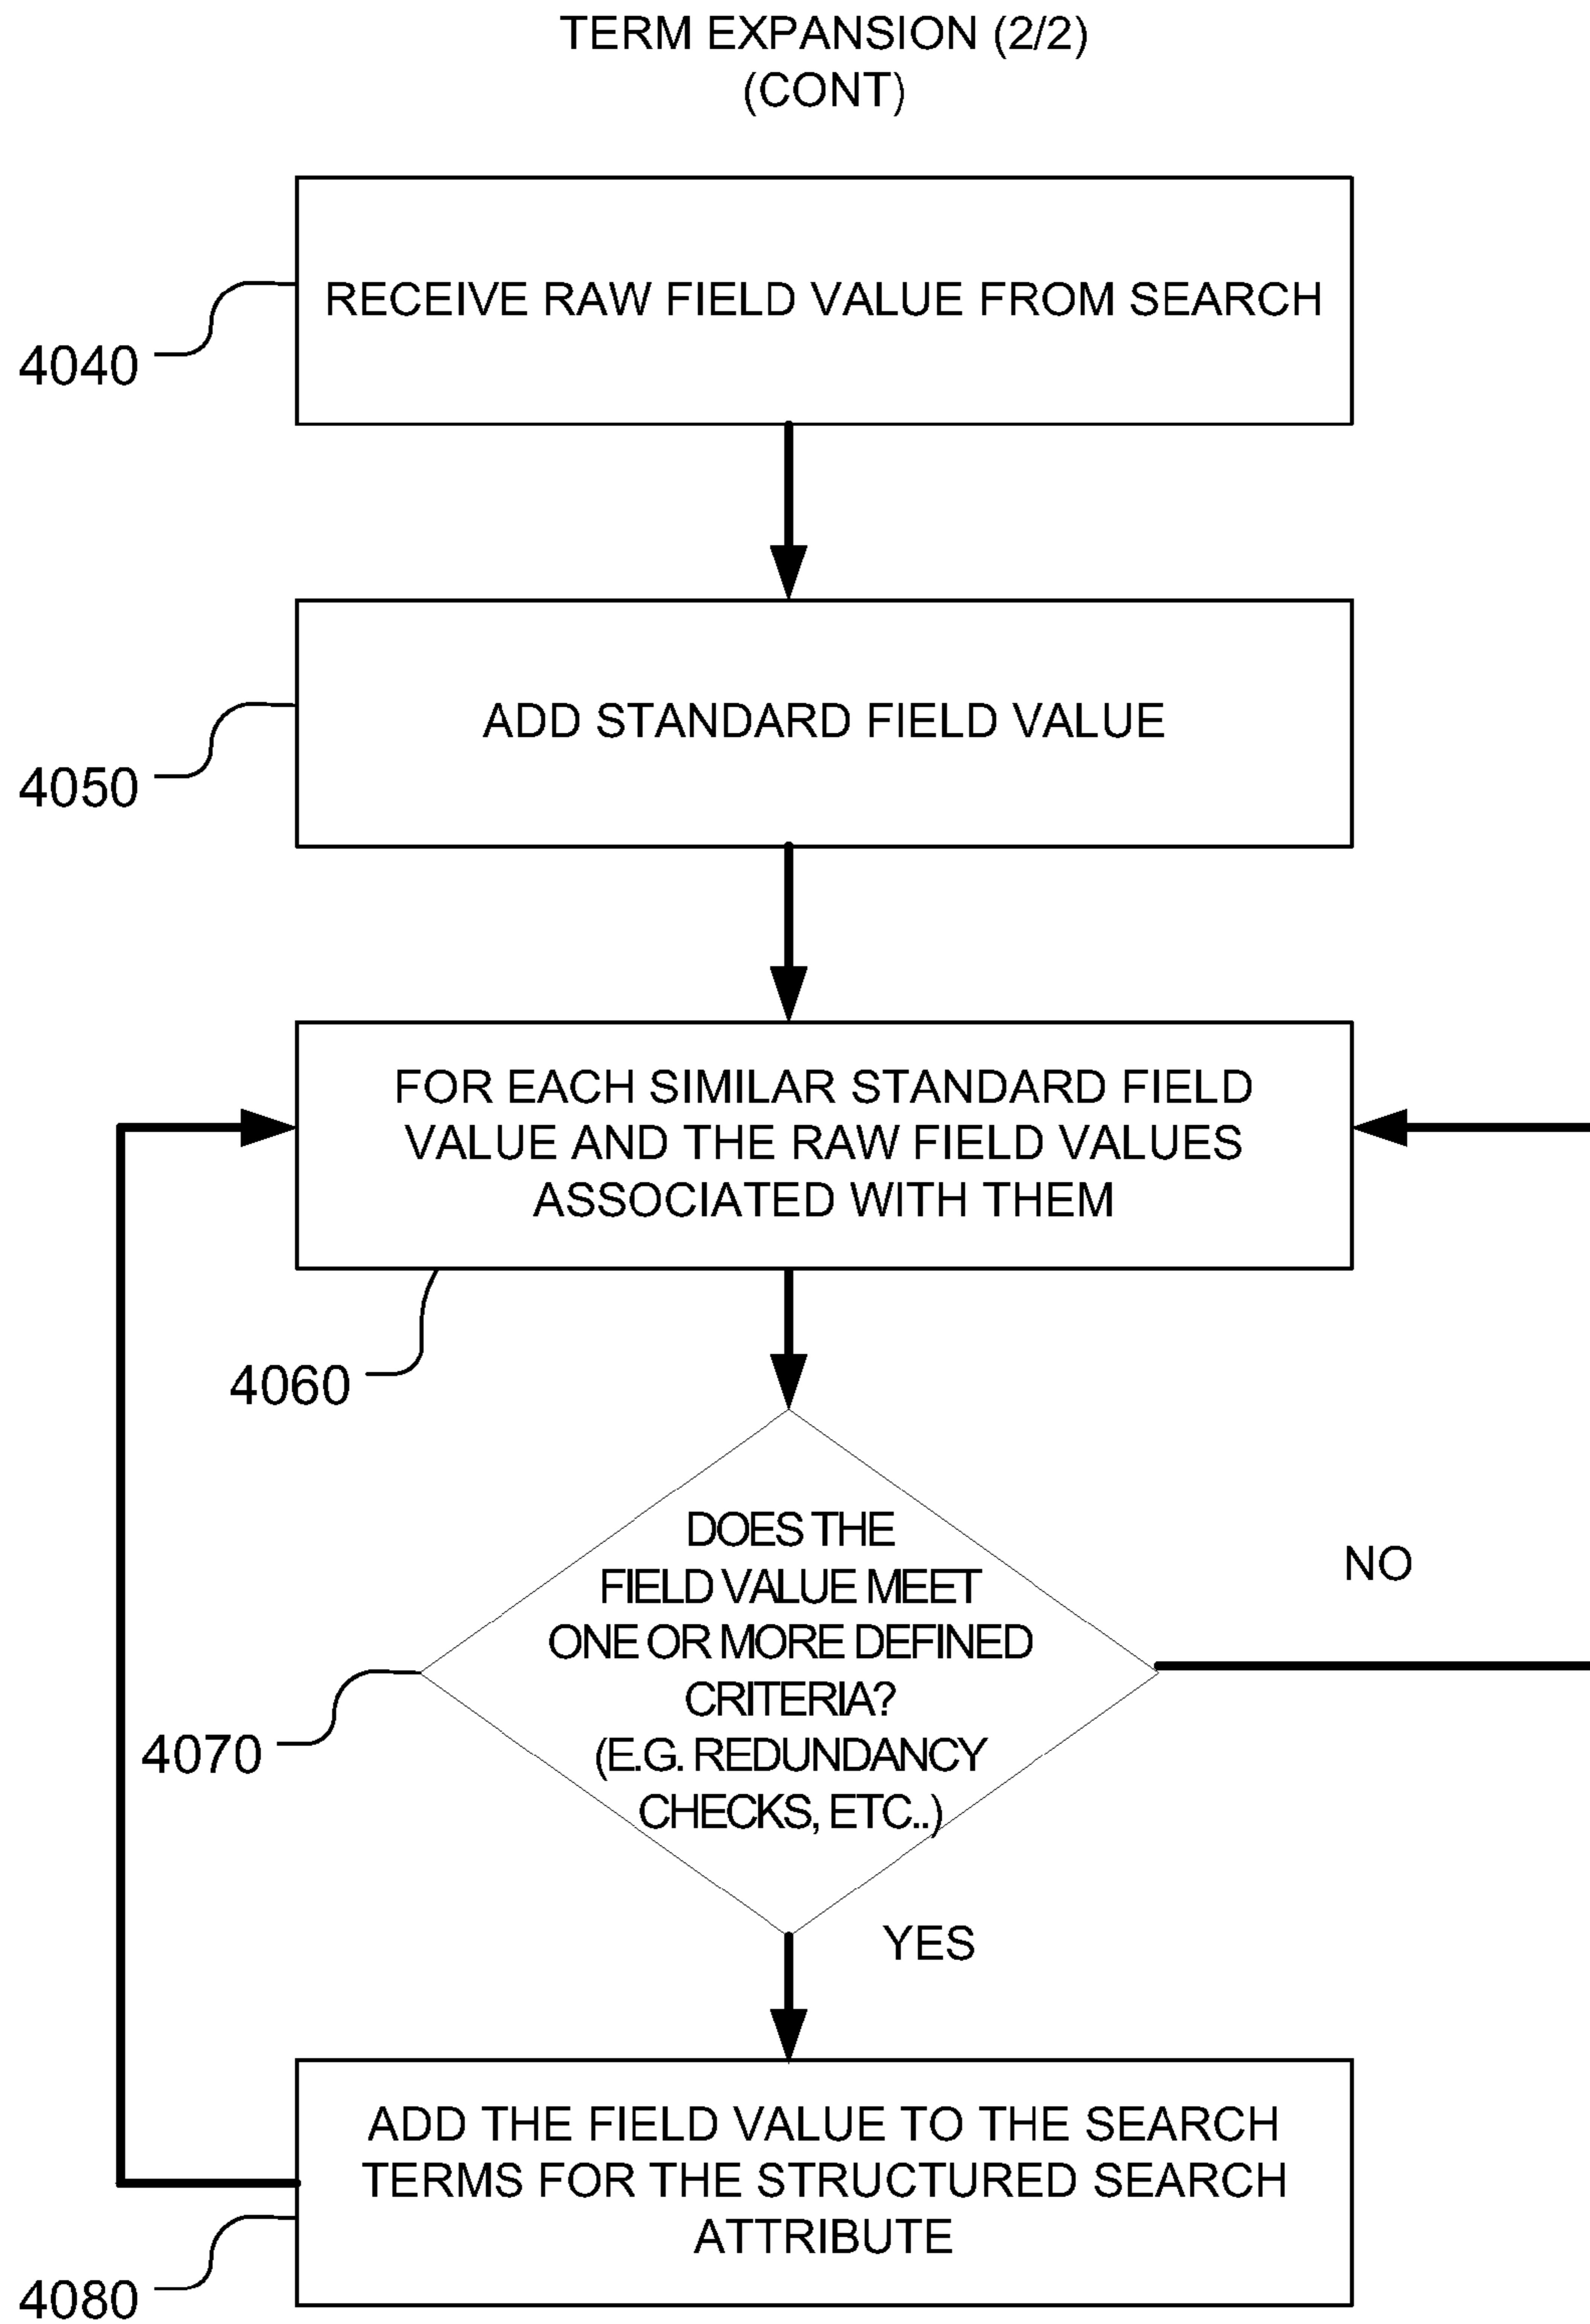 TERM EXPANSION (2/2)
(CONT)
RECEIVE RAW FIELD VALUE FROM SEARCH
4040
ADD STANDARD FIELD VALUE
4050
FOR EACH SIMILAR STANDARD FIELD
VALUE AND THE RAW FIELD VALUES
ASSOCIATED WITH THEM
4060
DOES THE
FIELD VALUE MEET
ONE OR MORE DEFINED
CRITERIA?
(E.G. REDUNDANCY
CHECKS, ETC..)
NO
4070
YES
ADD THE FIELD VALUE TO THE SEARCH
TERMS FOR THE STRUCTURED SEARCH
ATTRIBUTE
4080